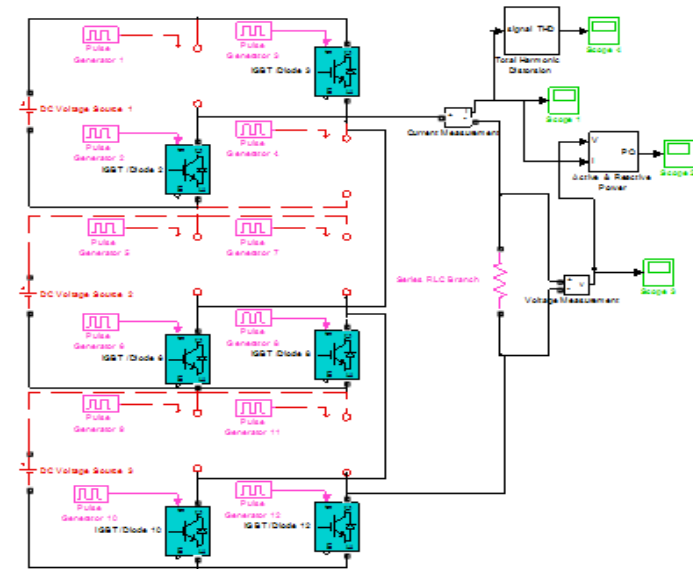 Pulse
Generator 1
Pulse
Generator 3
IGBT /Diode 3
signal THD
Total Harmonic
Distorsion
Scope 4
DC Voltage Source 1
Pulse
Generator 2
IGBT /Diode 2
Pulse
Generator 4
Current Measurement
Scope 1
V
I
PQ
Active & Reactive
Power
Scope 2
Pulse
Generator 5
Pulse
Generator 7
DC Voltage Source 2
Series RLC Branch
Voltage Measurement
Scope 3
Pulse
Generator 6
IGBT /Diode 6
Pulse
Generator 8
IGBT /Diode 8
Pulse
Generator 9
Pulse
Generator 11
DC Voltage Source 3
Pulse
Generator 10
IGBT /Diode 10
Pulse
Generator 12
IGBT /Diode 12